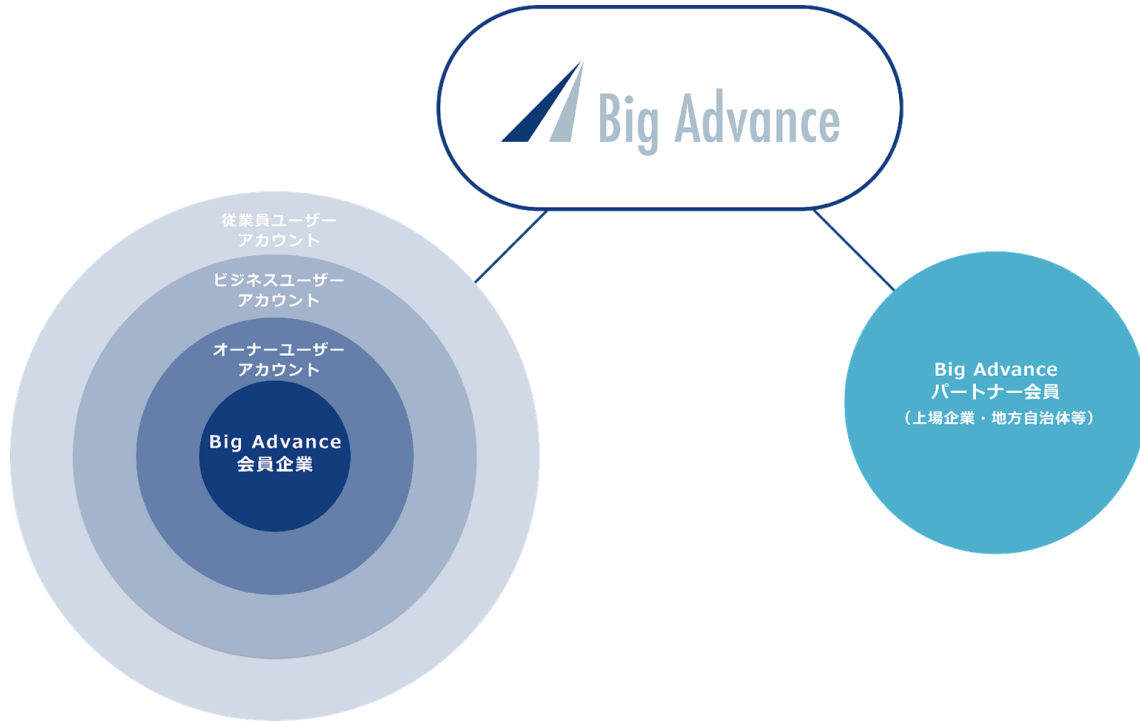 Big Advance
従業員ユーザー
アカウント
ビジネスユーザー
アカウント
オーナーユーザー
アカウント
Big Advance
会員企業
Big Advance
パートナー会員
（上場企業・地方自治体等）